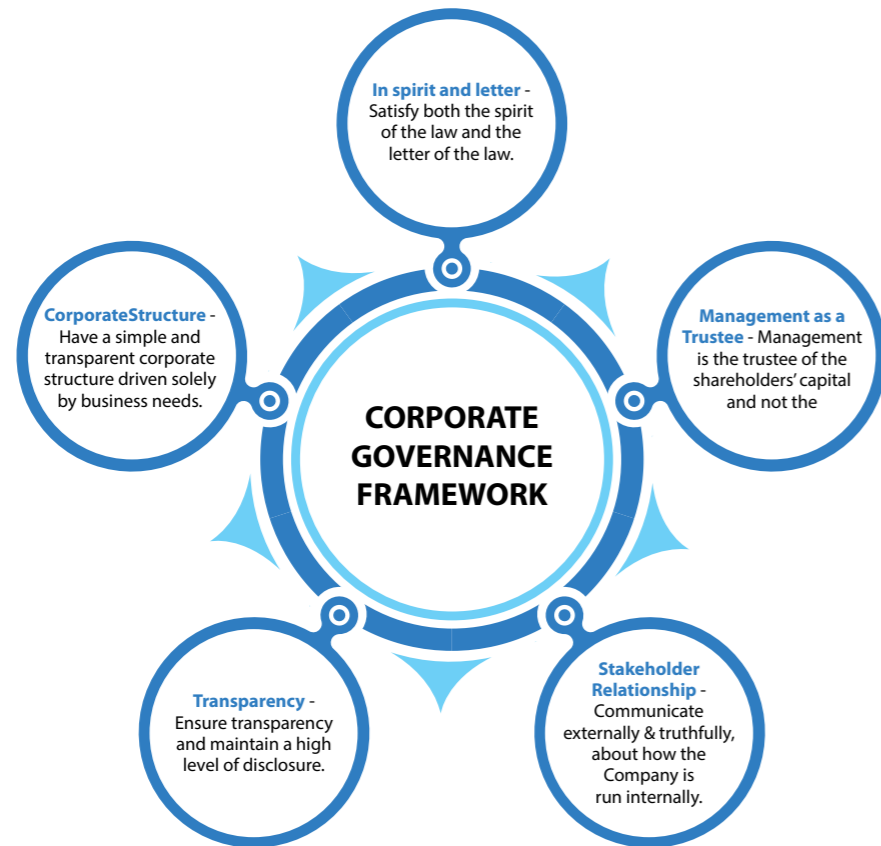 In spirit and letter -
Satisfy both the spirit
of the law and the
letter of the law.
CorporateStructure -
Have a simple and
transparent corporate
structure driven solely
by business needs.
Management as a
Trustee - Management
is the trustee of the
shareholders’ capital
and not the
CORPORATE
GOVERNANCE
FRAMEWORK
Transparency -
Ensure transparency
and maintain a high
level of disclosure.
Stakeholder
Relationship -
Communicate
externally & truthfully,
about how the
Company is
run internally.